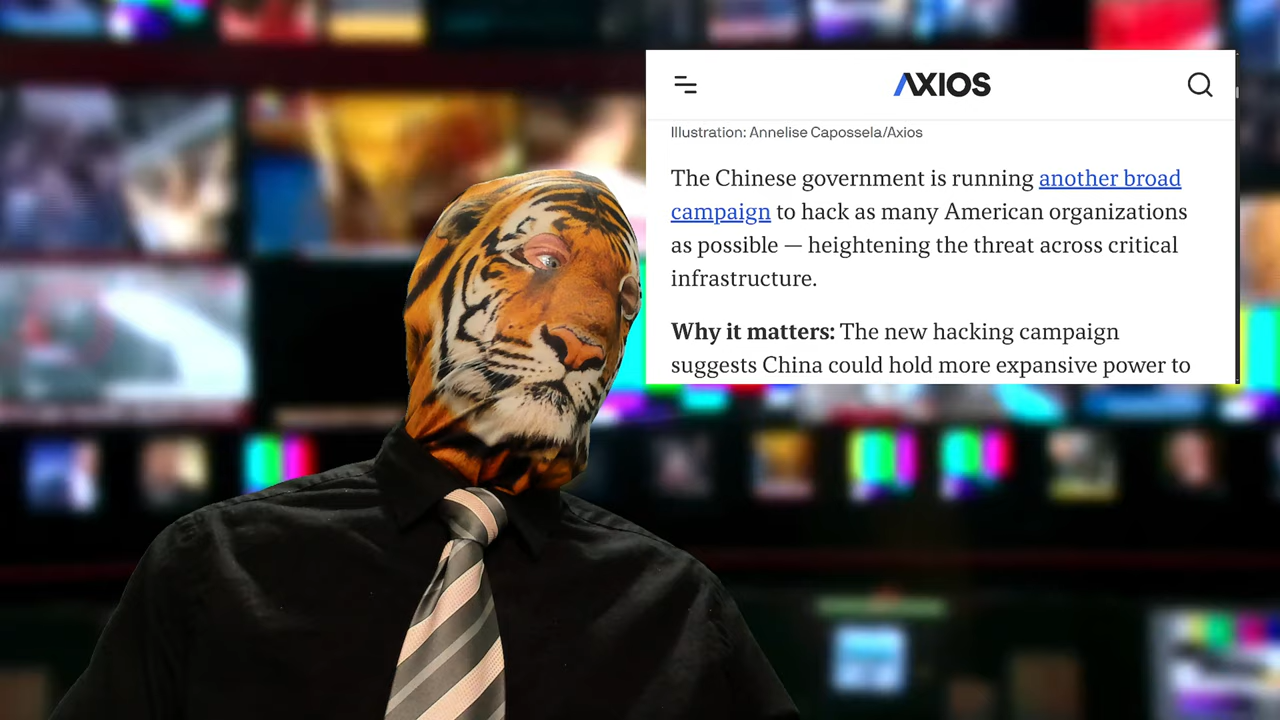 AXIOS
Illustration: Annelise Capossela/Axios
The Chinese government is running another broad
campaign to hack as many American organizations
as possible — heightening the threat across critical
infrastructure.
Why it matters: The new hacking campaign
suggests China could hold more expansive power to